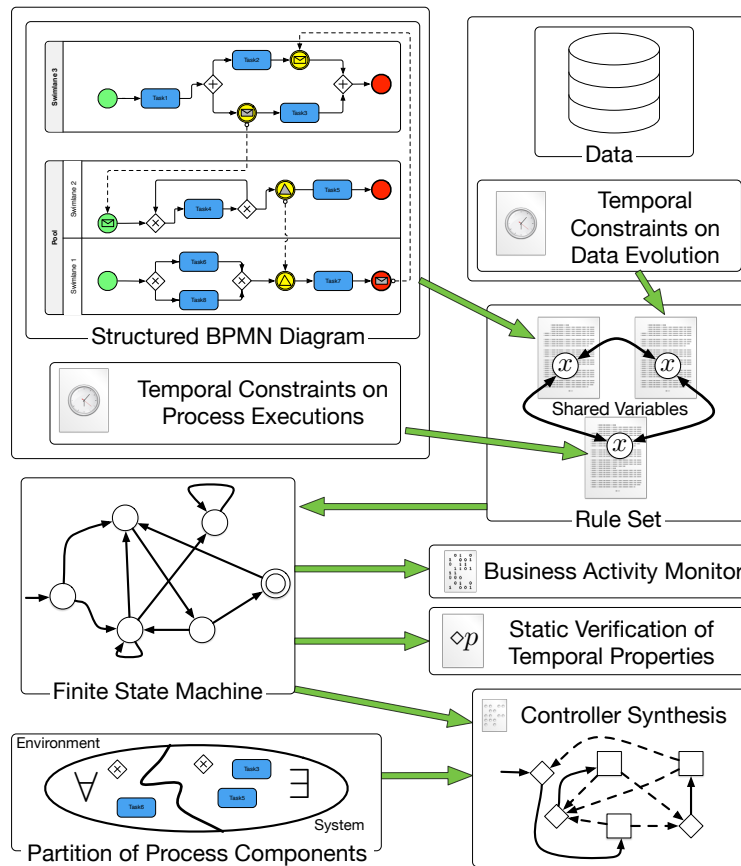 Swimlane 3
Task1
Task2
Task3
Pool
Swimlane 2
Task4
Task5
Swimlane 1
Task6
Task8
Task7
Structured BPMN Diagram
Temporal Constraints on
Process Executions
Data
Temporal
Constraints on
Data Evolution
x
x
Shared Variables
x
Rule Set
Finite State Machine
Business Activity Monitor
◇p
Static Verification of
Temporal Properties
Controller Synthesis
Environment
∀
Task6
Task3
Task5
∃
System
Partition of Process Components